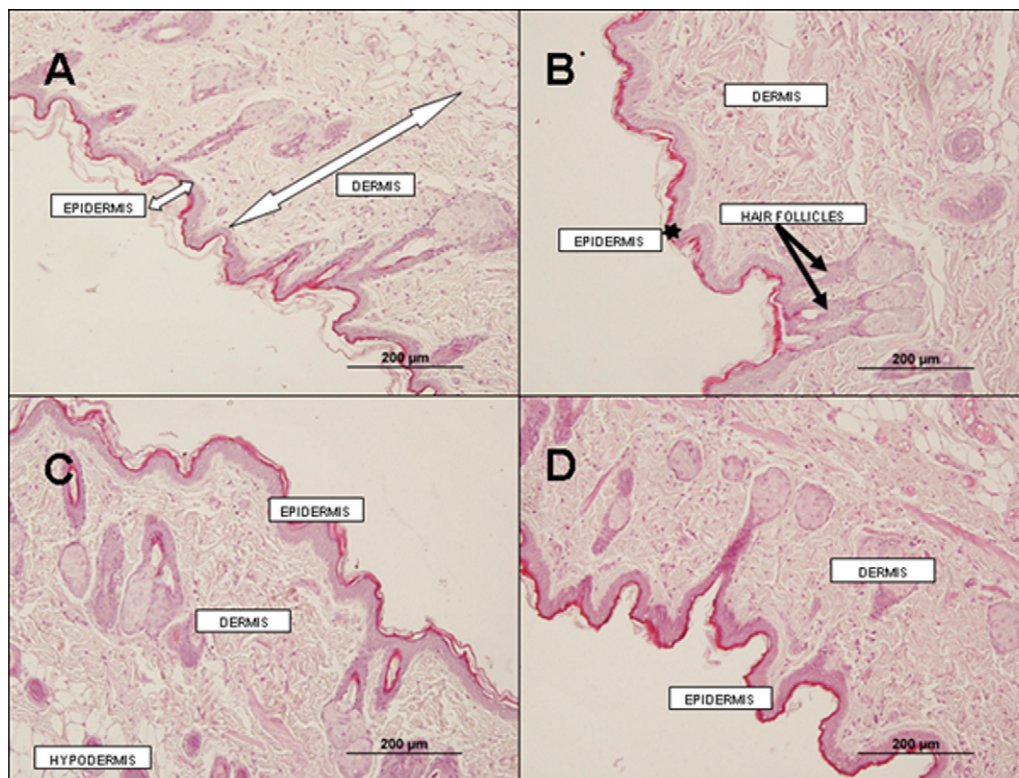 A
EPIDERMIS
DERMIS
200 µm
B
DERMIS
HAIR FOLLICLES
EPIDERMIS
200 µm
C
EPIDERMIS
DERMIS
HYPODERMIS
200 µm
D
DERMIS
EPIDERMIS
200 µm